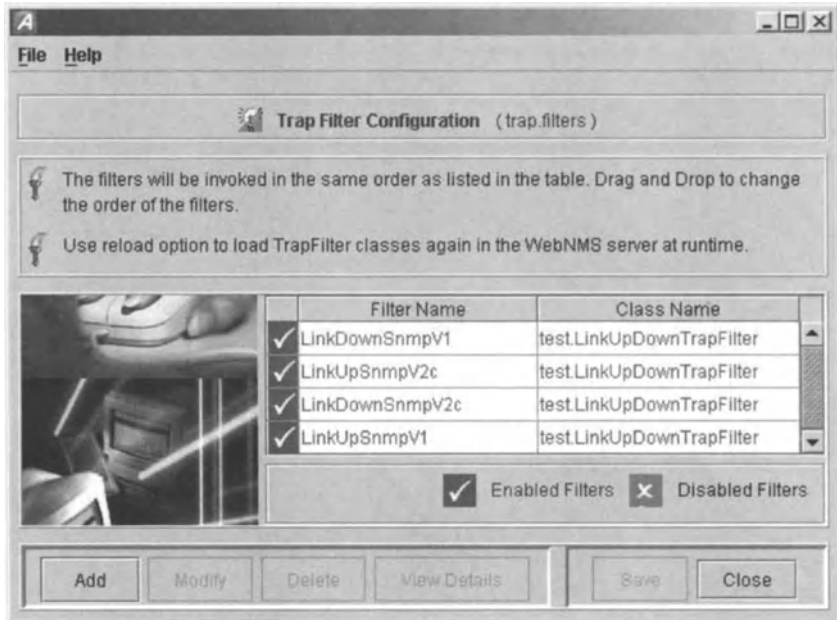 File Help
Trap Filter Configuration (trap.filters)
The filters will be invoked in the same order as listed in the table. Drag and Drop to change
the order of the filters.
Use reload option to load TrapFilter classes again in the WebNMS server at runtime.
Filter Name Class Name
LinkDownSnmpV1 test.LinkUpDownTrapFilter
LinkUpSnmpV2c test.LinkUpDownTrapFilter
LinkDownSnmpV2c test.LinkUpDownTrapFilter
LinkUpSnmpV1 test.LinkUpDownTrapFilter
Enabled Filters Disabled Filters
Add Modify Delete View Details Save Close